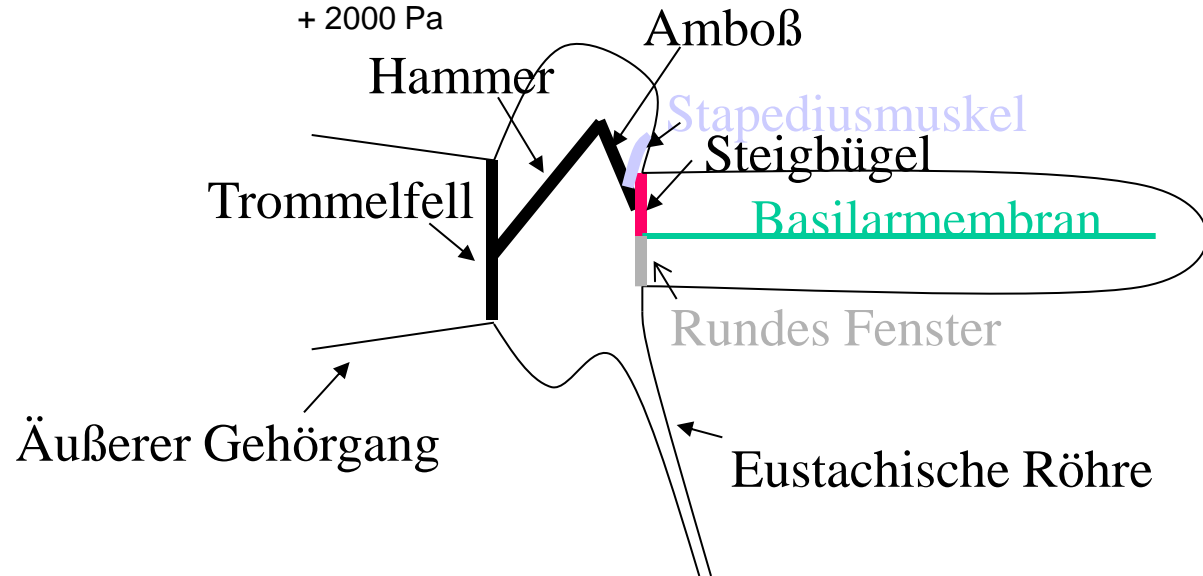 + 2000 Pa
Amboß
Hammer
Stapediusmuskel
Steigbügel
Trommelfell
Basilarmembran
Rundes Fenster
Äußerer Gehörgang
Eustachische Röhre